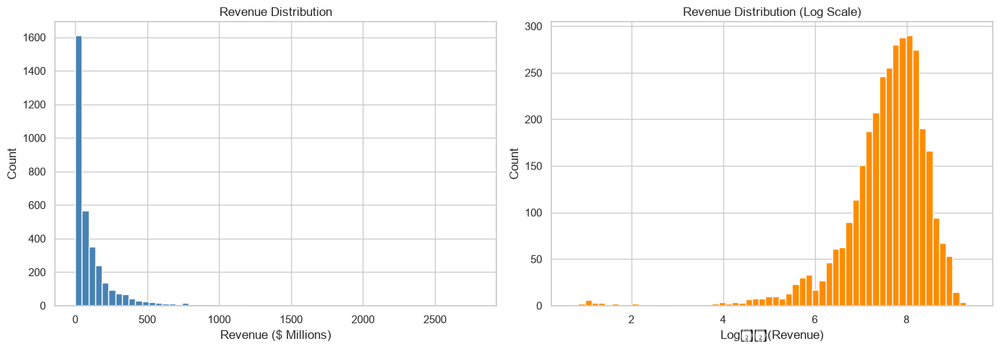 Revenue Distribution
1600
1400
1200
1000
800
600
400
200
0
Count
0 500 1000 1500 2000 2500
Revenue ($ Millions)
Revenue Distribution (Log Scale)
300
250
200
150
100
50
0
Count
2 4 6 8
Log(Revenue)